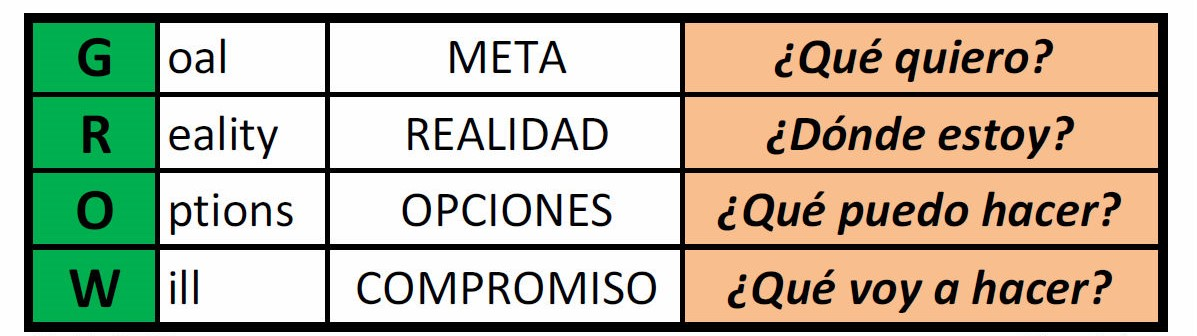 G oal META ¿Qué quiero?
R eality REALIDAD ¿Dónde estoy?
O ptions OPCIONES ¿Qué puedo hacer?
W ill COMPROMISO ¿Qué voy a hacer?